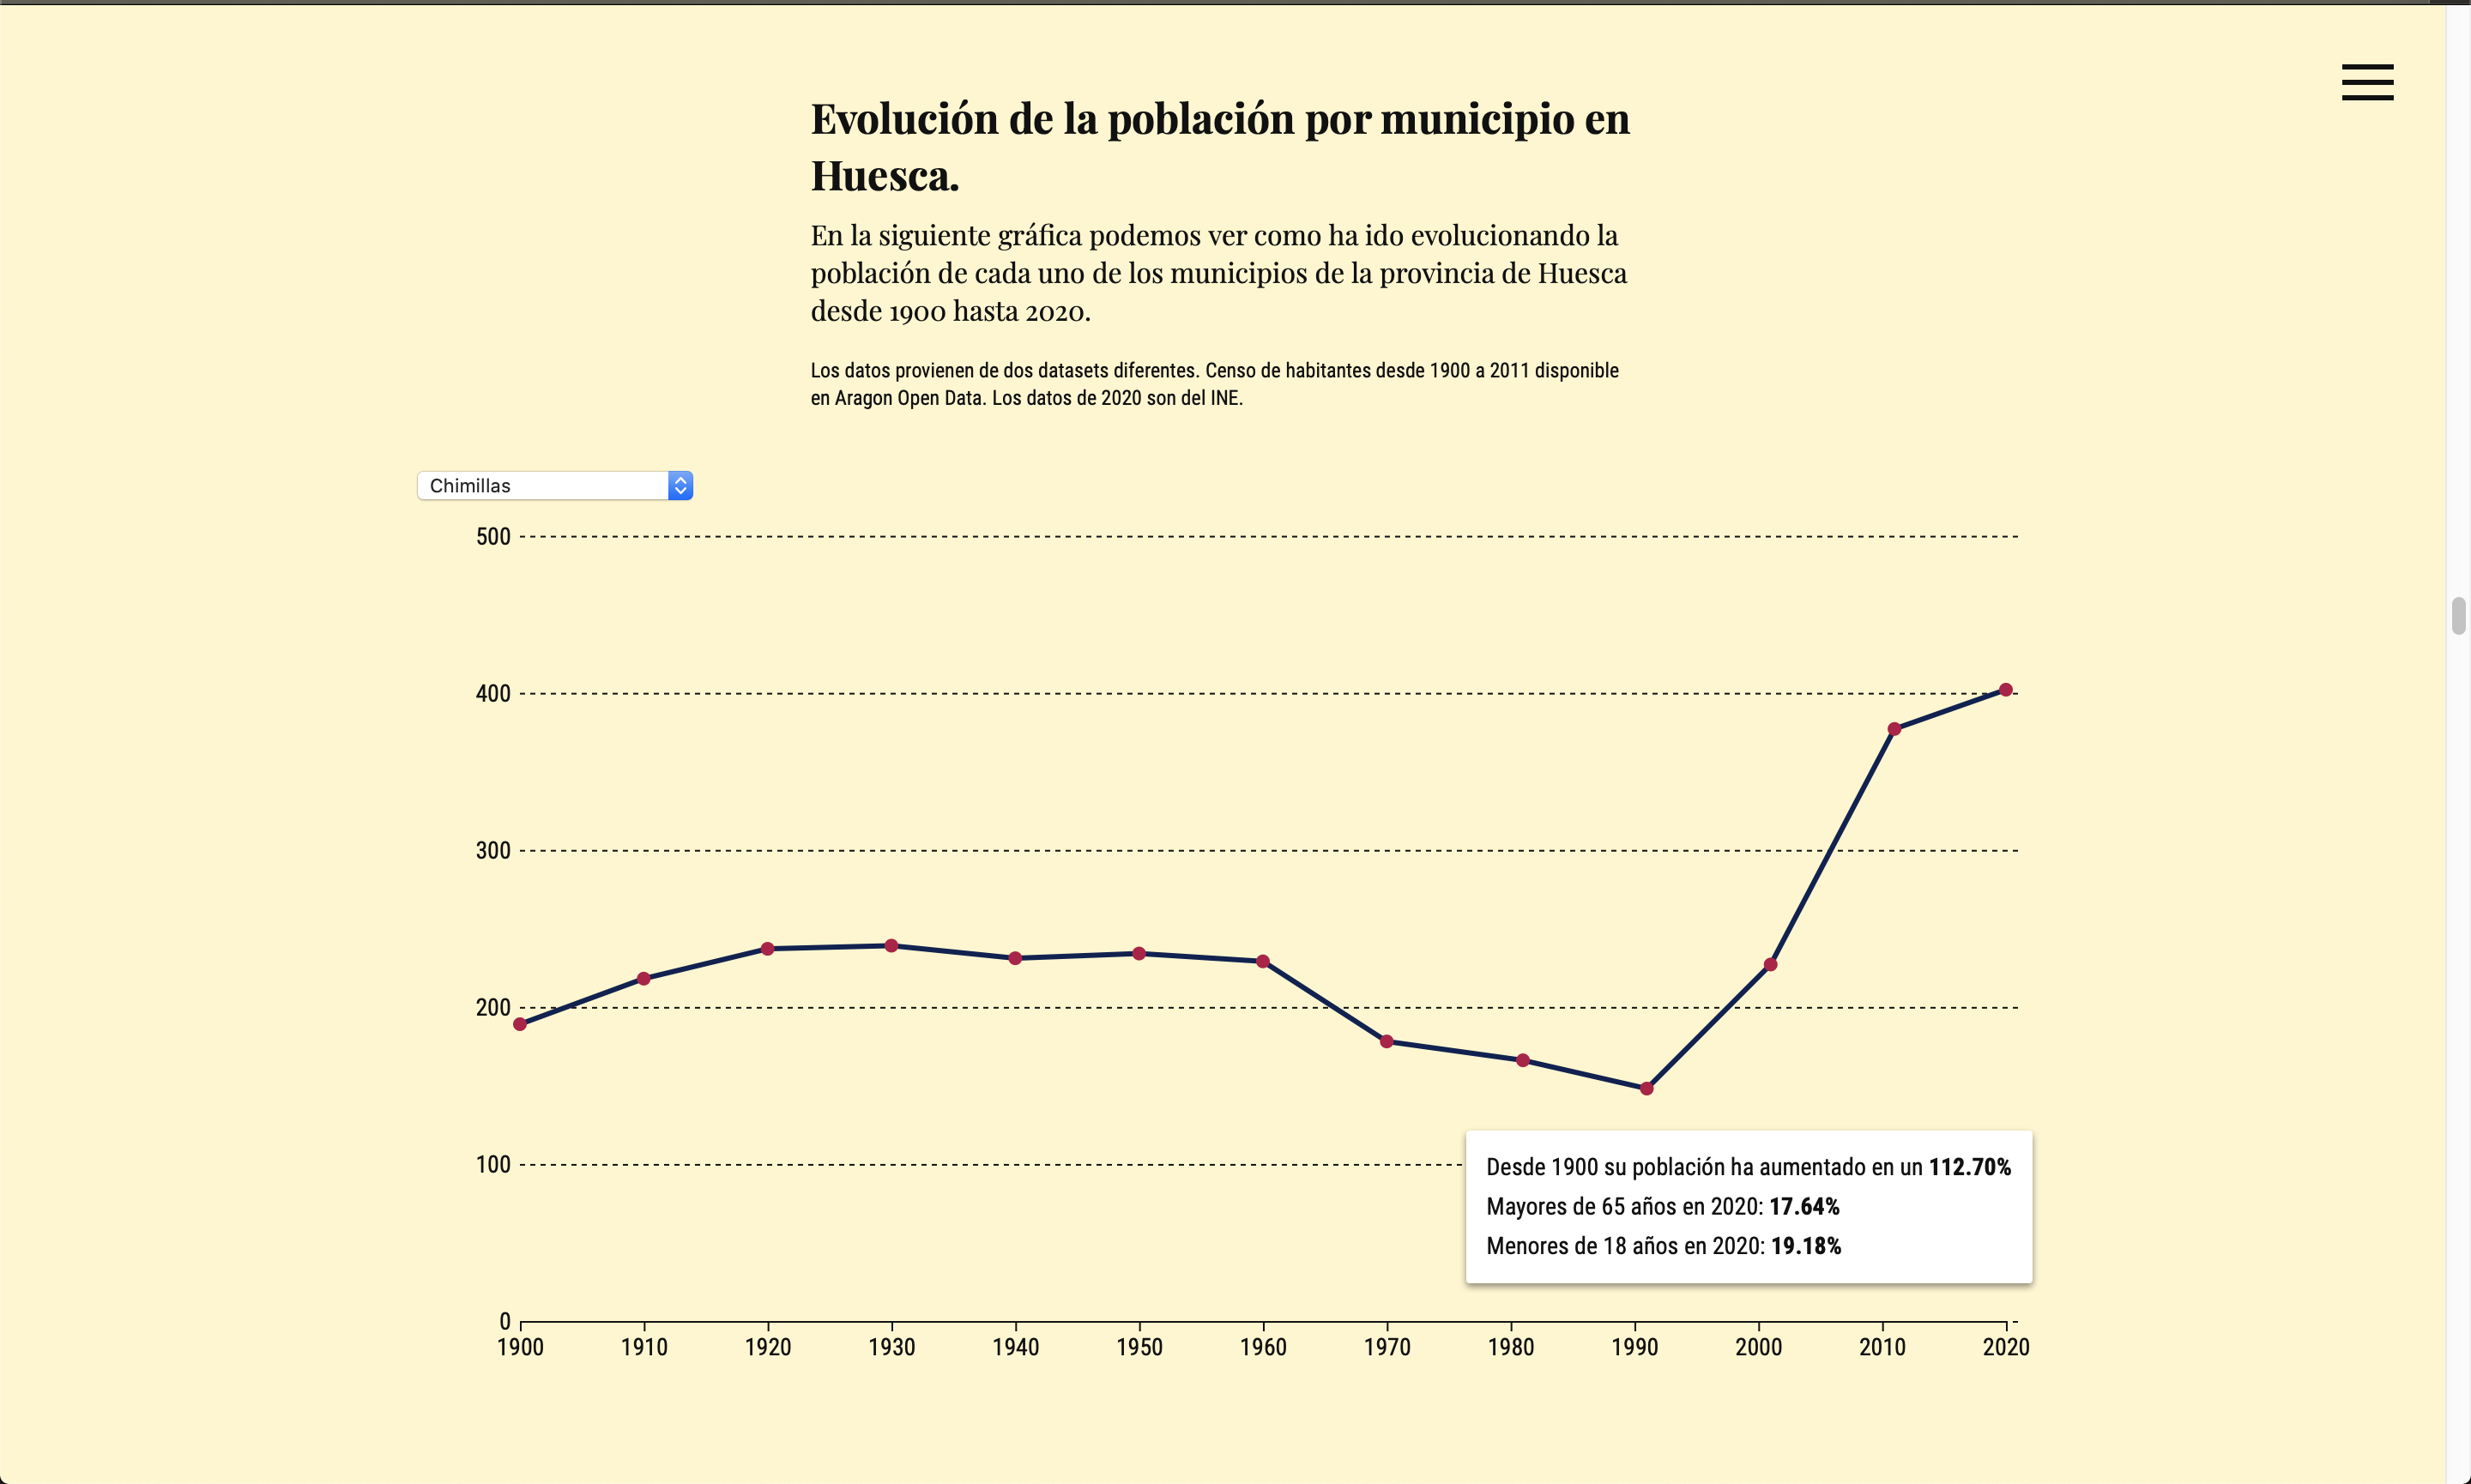 Evolución de la población por municipio en
Huesca.
En la siguiente gráfica podemos ver como ha ido evolucionando la
población de cada uno de los municipios de la provincia de Huesca
desde 1900 hasta 2020.
Los datos provienen de dos datasets diferentes. Censo de habitantes desde 1900 a 2011 disponible
en Aragon Open Data. Los datos de 2020 son del INE.
Chimillas
500
400
300
200
100
0
Desde 1900 su población ha aumentado en un 112.70%
Mayores de 65 años en 2020: 17.64%
Menores de 18 años en 2020: 19.18%
1900 1910 1920 1930 1940 1950 1960 1970 1980 1990 2000 2010 2020